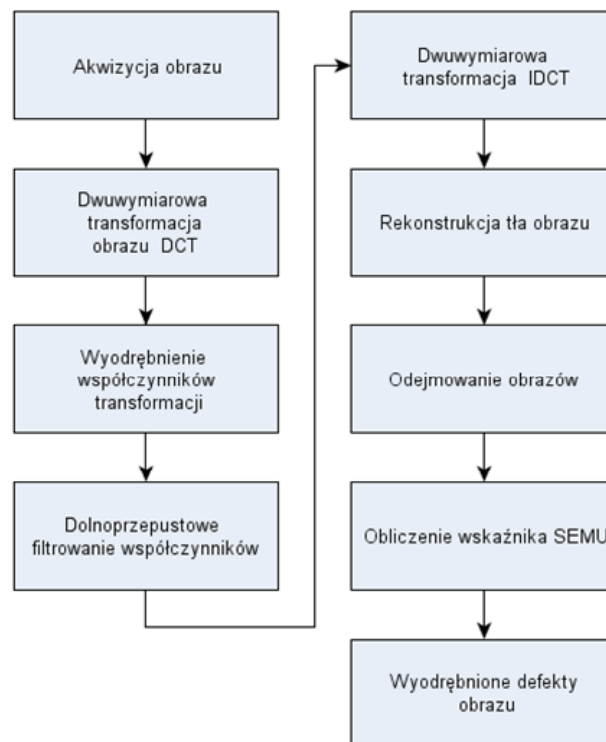 Akwizycja obrazu
Dwuwymiarowa
transformacja
obrazu DCT
Wyodrębnienie
współczynników
transformacji
Dolnoprzepustowe
filtrowanie współczynników
Dwuwymiarowa
transformacja IDCT
Rekonstrukcja tła obrazu
Odejmowanie obrazów
Obliczenie wskaźnika SEMU
Wyodrębnione defekty
obrazu